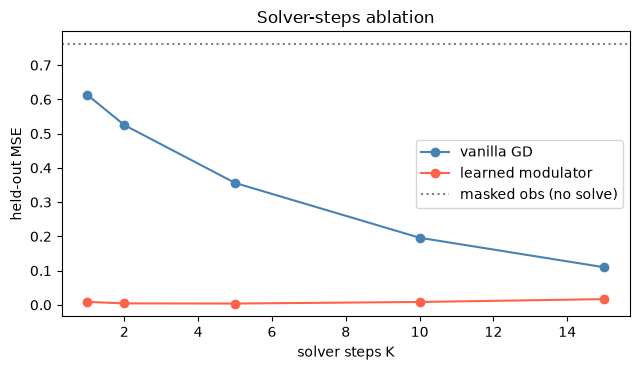 Solver-steps ablation
held-out MSE
0.7
0.6
0.5
0.4
0.3
0.2
0.1
0.0
vanilla GD
learned modulator
masked obs (no solve)
2 4 6 8 10 12 14
solver steps K